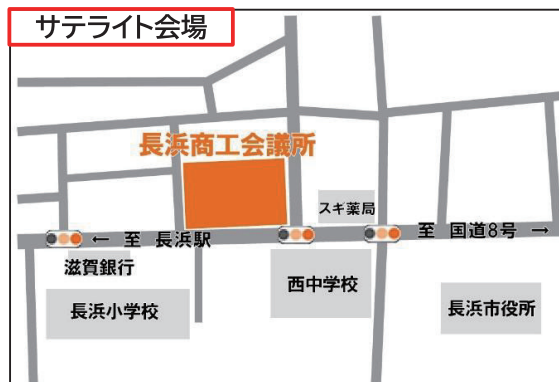 サテライト会場
長浜商工会議所
スギ薬局
← 至 長浜駅
至 国道8号 →
滋賀銀行
長浜小学校
西中学校
長浜市役所